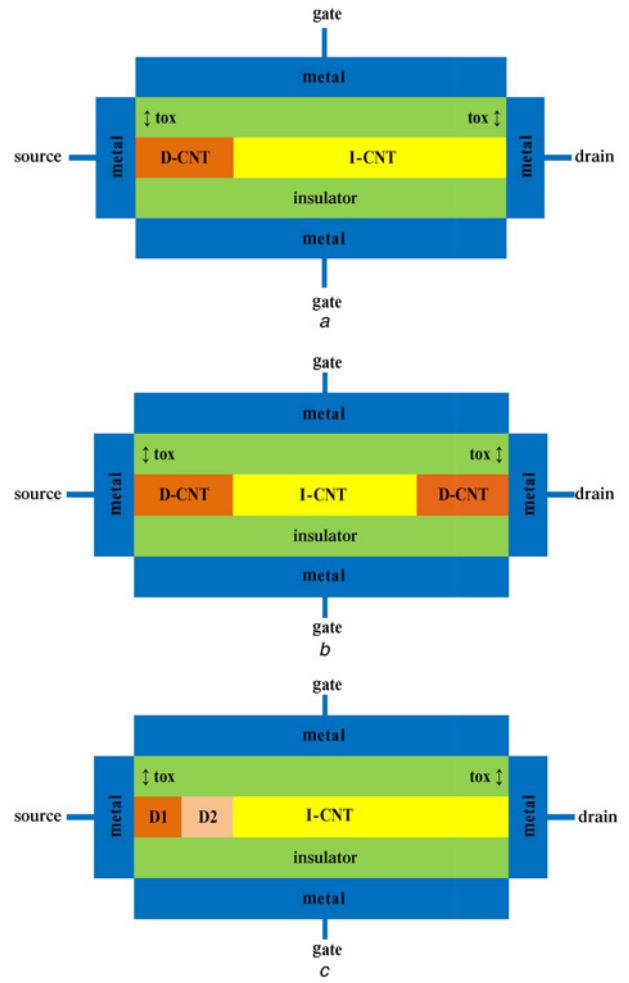 gate
metal
↕ tox tox ↕
source metal D-CNT I-CNT metal drain
insulator
metal
gate
a
gate
metal
↕ tox tox ↕
source metal D-CNT I-CNT D-CNT metal drain
insulator
metal
gate
b
gate
metal
↕ tox tox ↕
source metal D1 D2 I-CNT metal drain
insulator
metal
gate
c